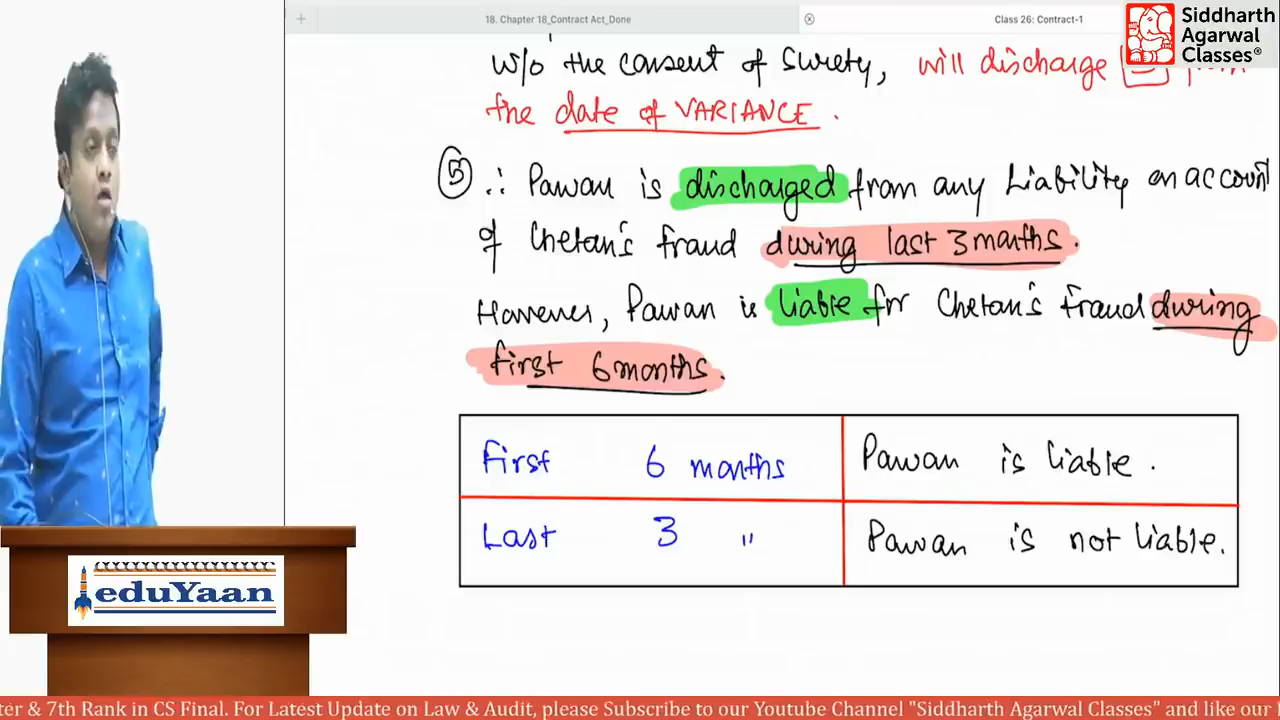 18. Chapter 18_Contract Act_Done
Class 26: Contract-1
Siddharth
Agarwal
Classes®
w/o the consent of Surety, will discharge from
the date of VARIANCE.
⑤ ∴ Pawan is discharged from any Liability on account
of Chetan's fraud during last 3 months.
However, Pawan is liable for Chetan's fraud during
first 6 months.
First 6 months Pawan is liable.
Last 3 " Pawan is not liable.
eduYaan
ter & 7th Rank in CS Final. For Latest Update on Law & Audit, please Subscribe to our Youtube Channel "Siddharth Agarwal Classes" and like our